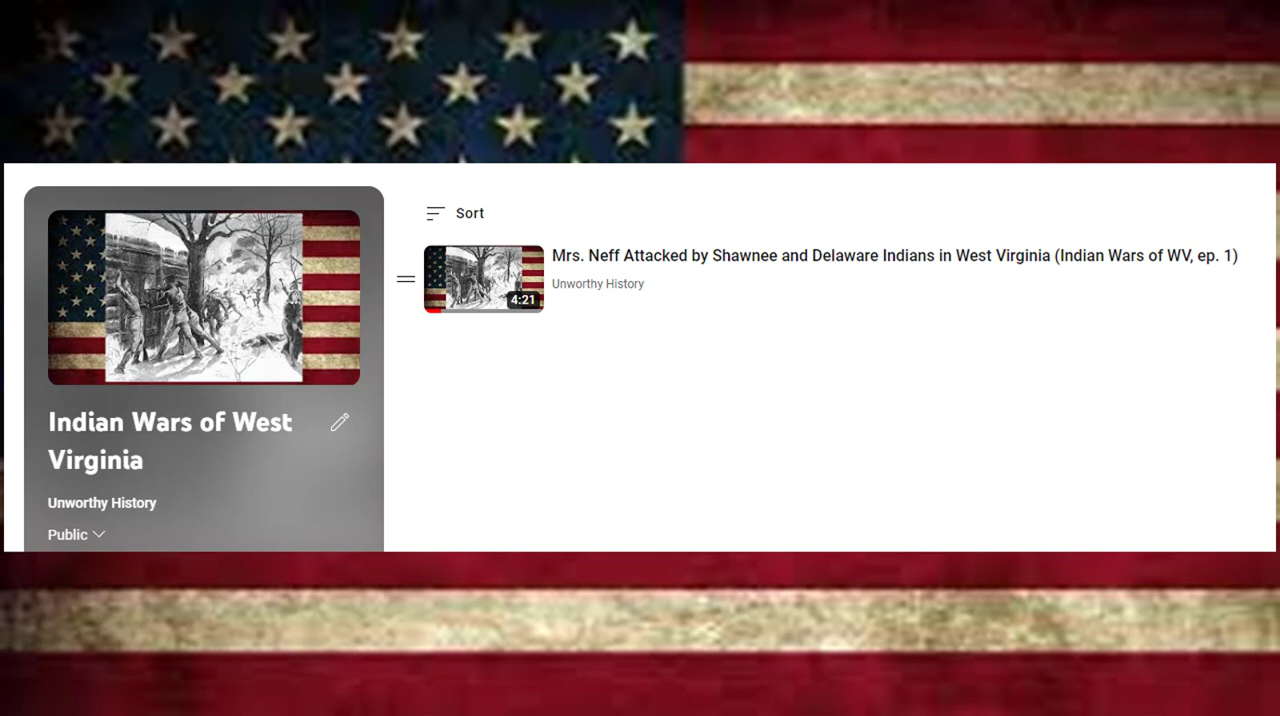 Sort
Mrs. Neff Attacked by Shawnee and Delaware Indians in West Virginia (Indian Wars of WV, ep. 1)
Unworthy History
4:21
Indian Wars of West
Virginia
Unworthy History
Public